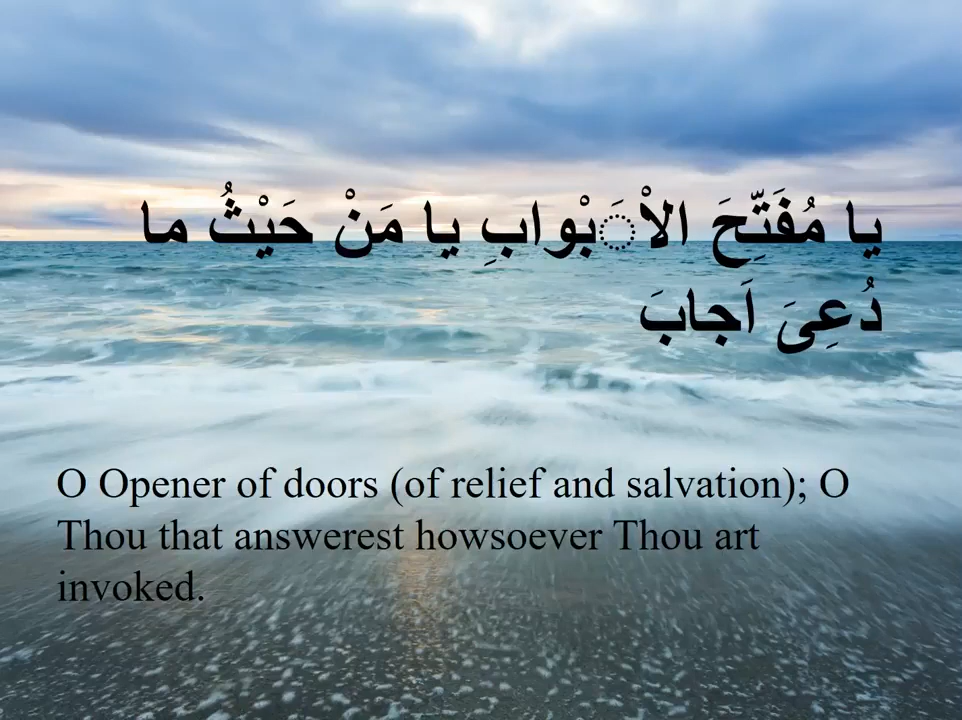 يا مُفَتِّحَ الاْ◌َبْوابِ يا مَنْ حَيْثُ ما
دُعِىَ اَجابَ
O Opener of doors (of relief and salvation); O
Thou that answerest howsoever Thou art
invoked.